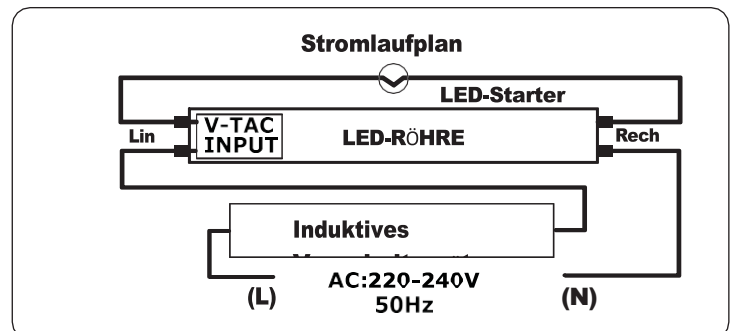 Stromlaufplan
LED-Starter
Lin
V-TAC
INPUT
LED-RÖHRE
Rech
Induktives
(L)
AC:220-240V
50Hz
(N)